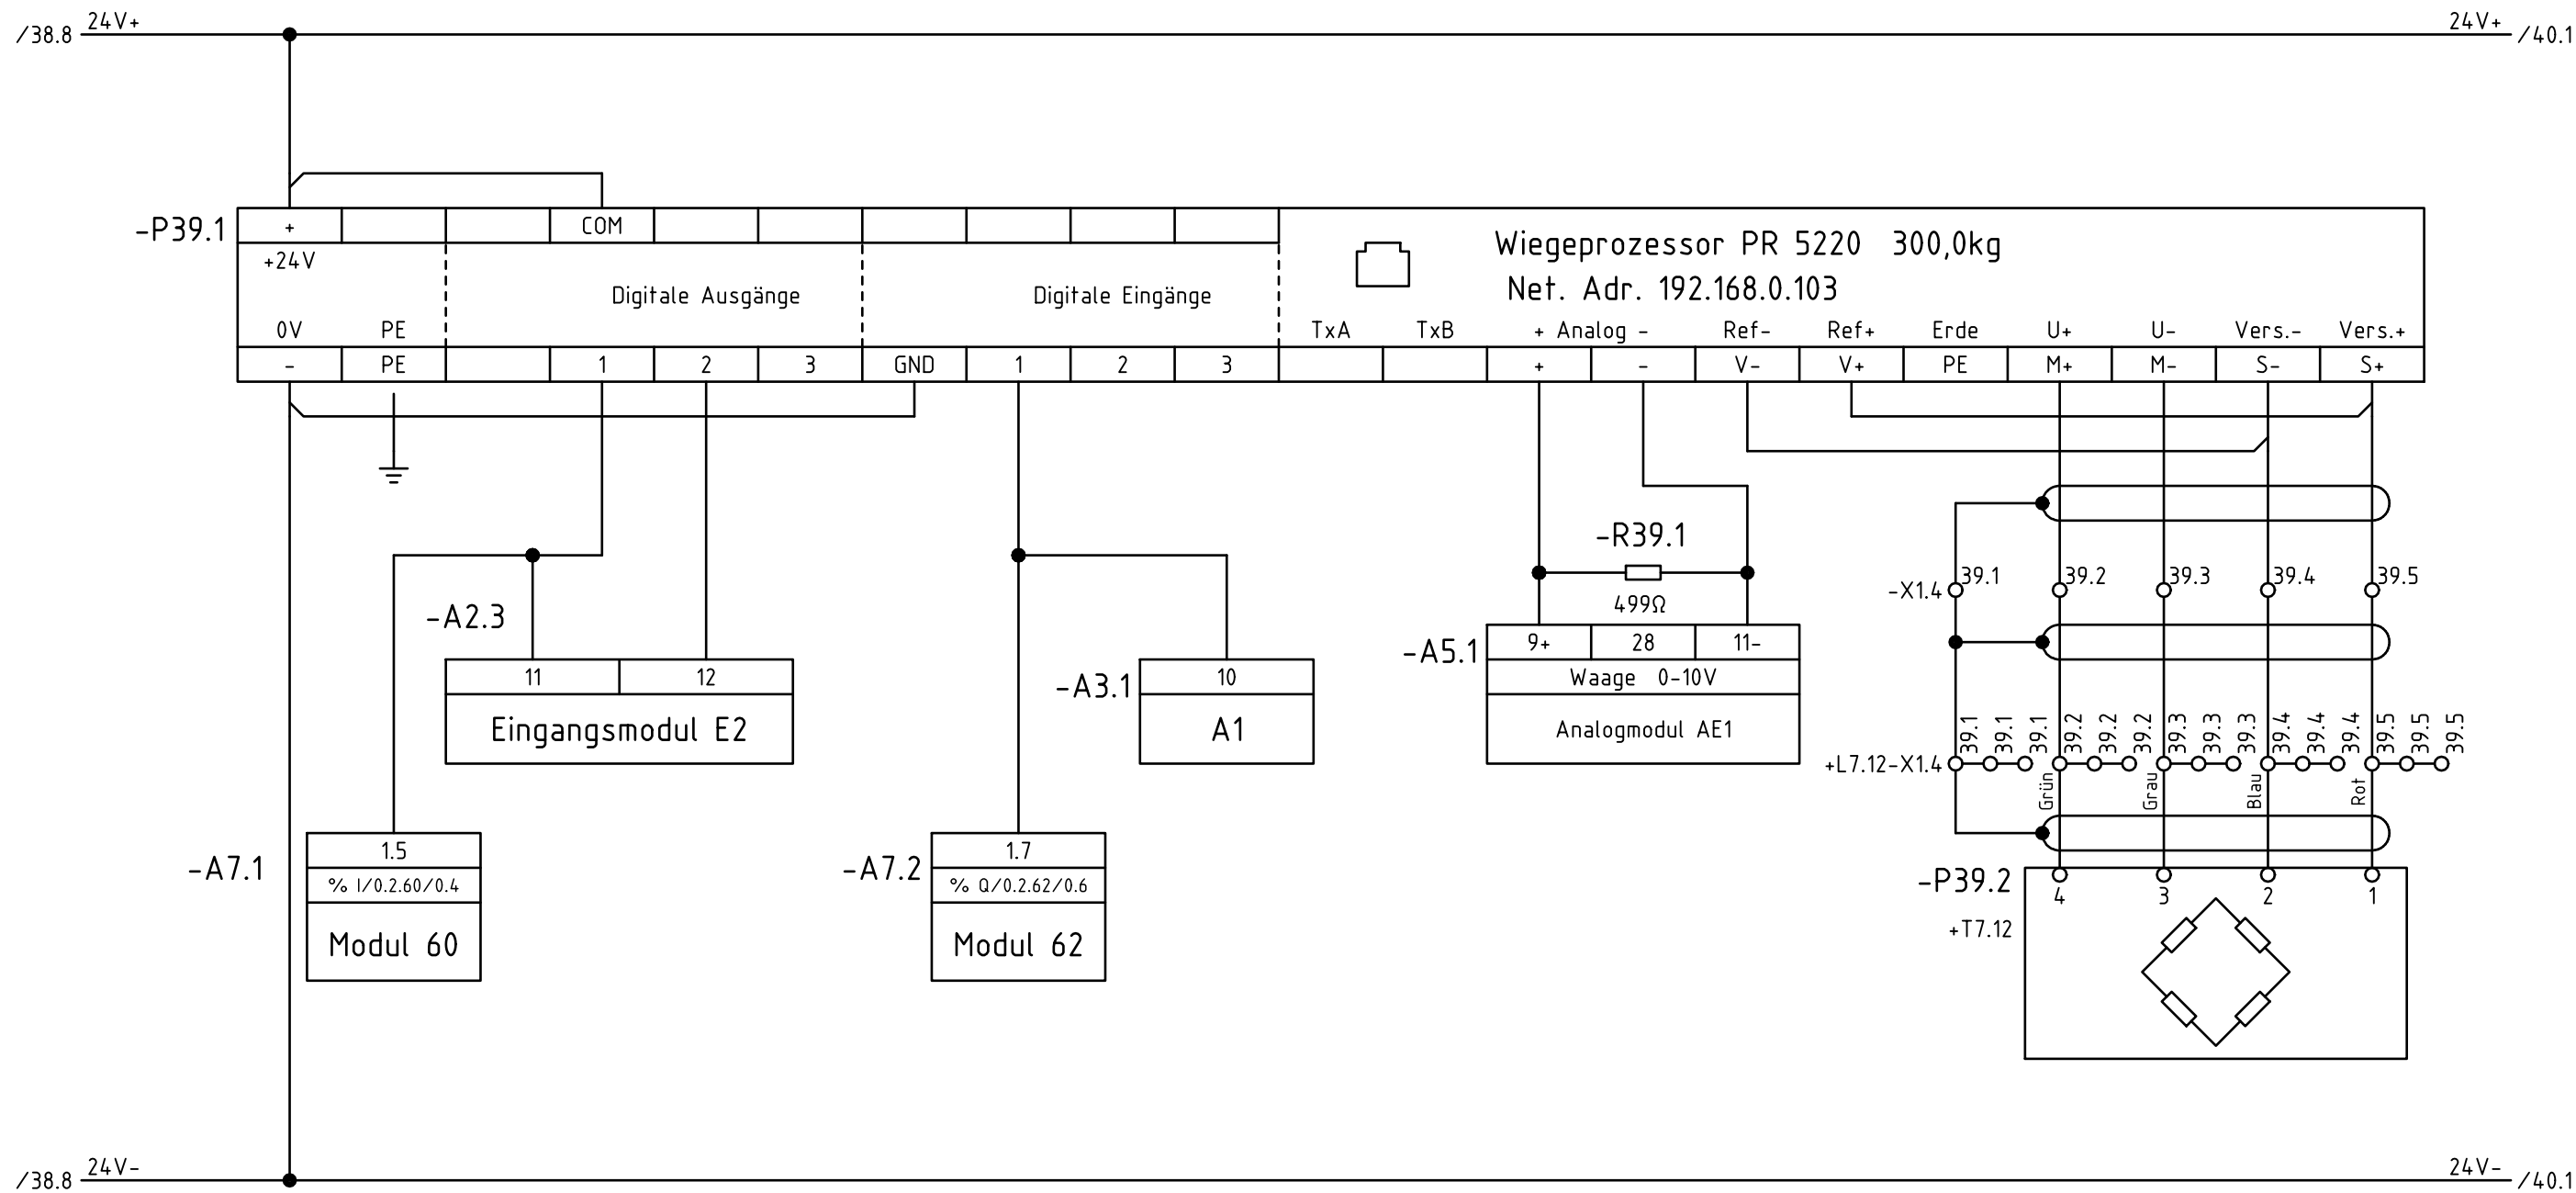 24V+ 24V+
/38.8 /40.1
-P39.1 + COM
+24V
Wiegeprozessor PR 5220 300,0kg
Net. Adr. 192.168.0.103
Digitale Ausgänge Digitale Eingänge
0V PE TxA TxB + Analog - Ref- Ref+ Erde U+ U- Vers.- Vers.+
- PE 1 2 3 GND 1 2 3 + - V- V+ PE M+ M- S- S+
-R39.1
499Ω
-X1.4 39.1 39.2 39.3 39.4 39.5
-A2.3
11 12
Eingangsmodul E2
-A3.1
10
A1
-A5.1
9+ 28 11-
Waage 0-10V
Analogmodul AE1
39.1 39.1 39.1 39.2 39.2 39.2 39.3 39.3 39.3 39.4 39.4 39.4 39.5 39.5 39.5
+L7.12-X1.4
Grün Grau Blau Rot
-A7.1
1.5
% I/0.2.60/0.4
Modul 60
-A7.2
1.7
% Q/0.2.62/0.6
Modul 62
-P39.2
4 3 2 1
+T7.12
24V- 24V-
/38.8 /40.1